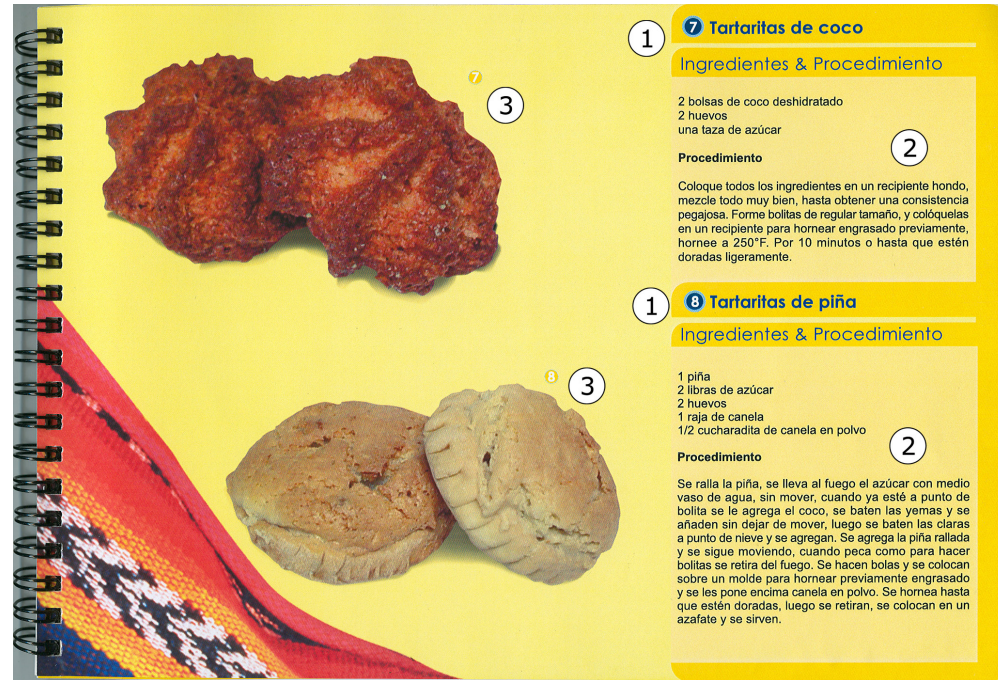 1
7 Tartaritas de coco
Ingredientes & Procedimiento
7
3
2 bolsas de coco deshidratado
2 huevos
una taza de azúcar
2
Procedimiento
Coloque todos los ingredientes en un recipiente hondo,
mezcle todo muy bien, hasta obtener una consistencia
pegajosa. Forme bolitas de regular tamaño, y colóquelas
en un recipiente para hornear engrasado previamente,
hornee a 250°F. Por 10 minutos o hasta que estén
doradas ligeramente.
1
8 Tartaritas de piña
Ingredientes & Procedimiento
8
3
1 piña
2 libras de azúcar
2 huevos
1 raja de canela
1/2 cucharadita de canela en polvo
2
Procedimiento
Se ralla la piña, se lleva al fuego el azúcar con medio
vaso de agua, sin mover, cuando ya esté a punto de
bolita se le agrega el coco, se baten las yemas y se
añaden sin dejar de mover, luego se baten las claras
a punto de nieve y se agregan. Se agrega la piña rallada
y se sigue moviendo, cuando peca como para hacer
bolitas se retira del fuego. Se hacen bolas y se colocan
sobre un molde para hornear previamente engrasado
y se les pone encima canela en polvo. Se hornea hasta
que estén doradas, luego se retiran, se colocan en un
azafate y se sirven.